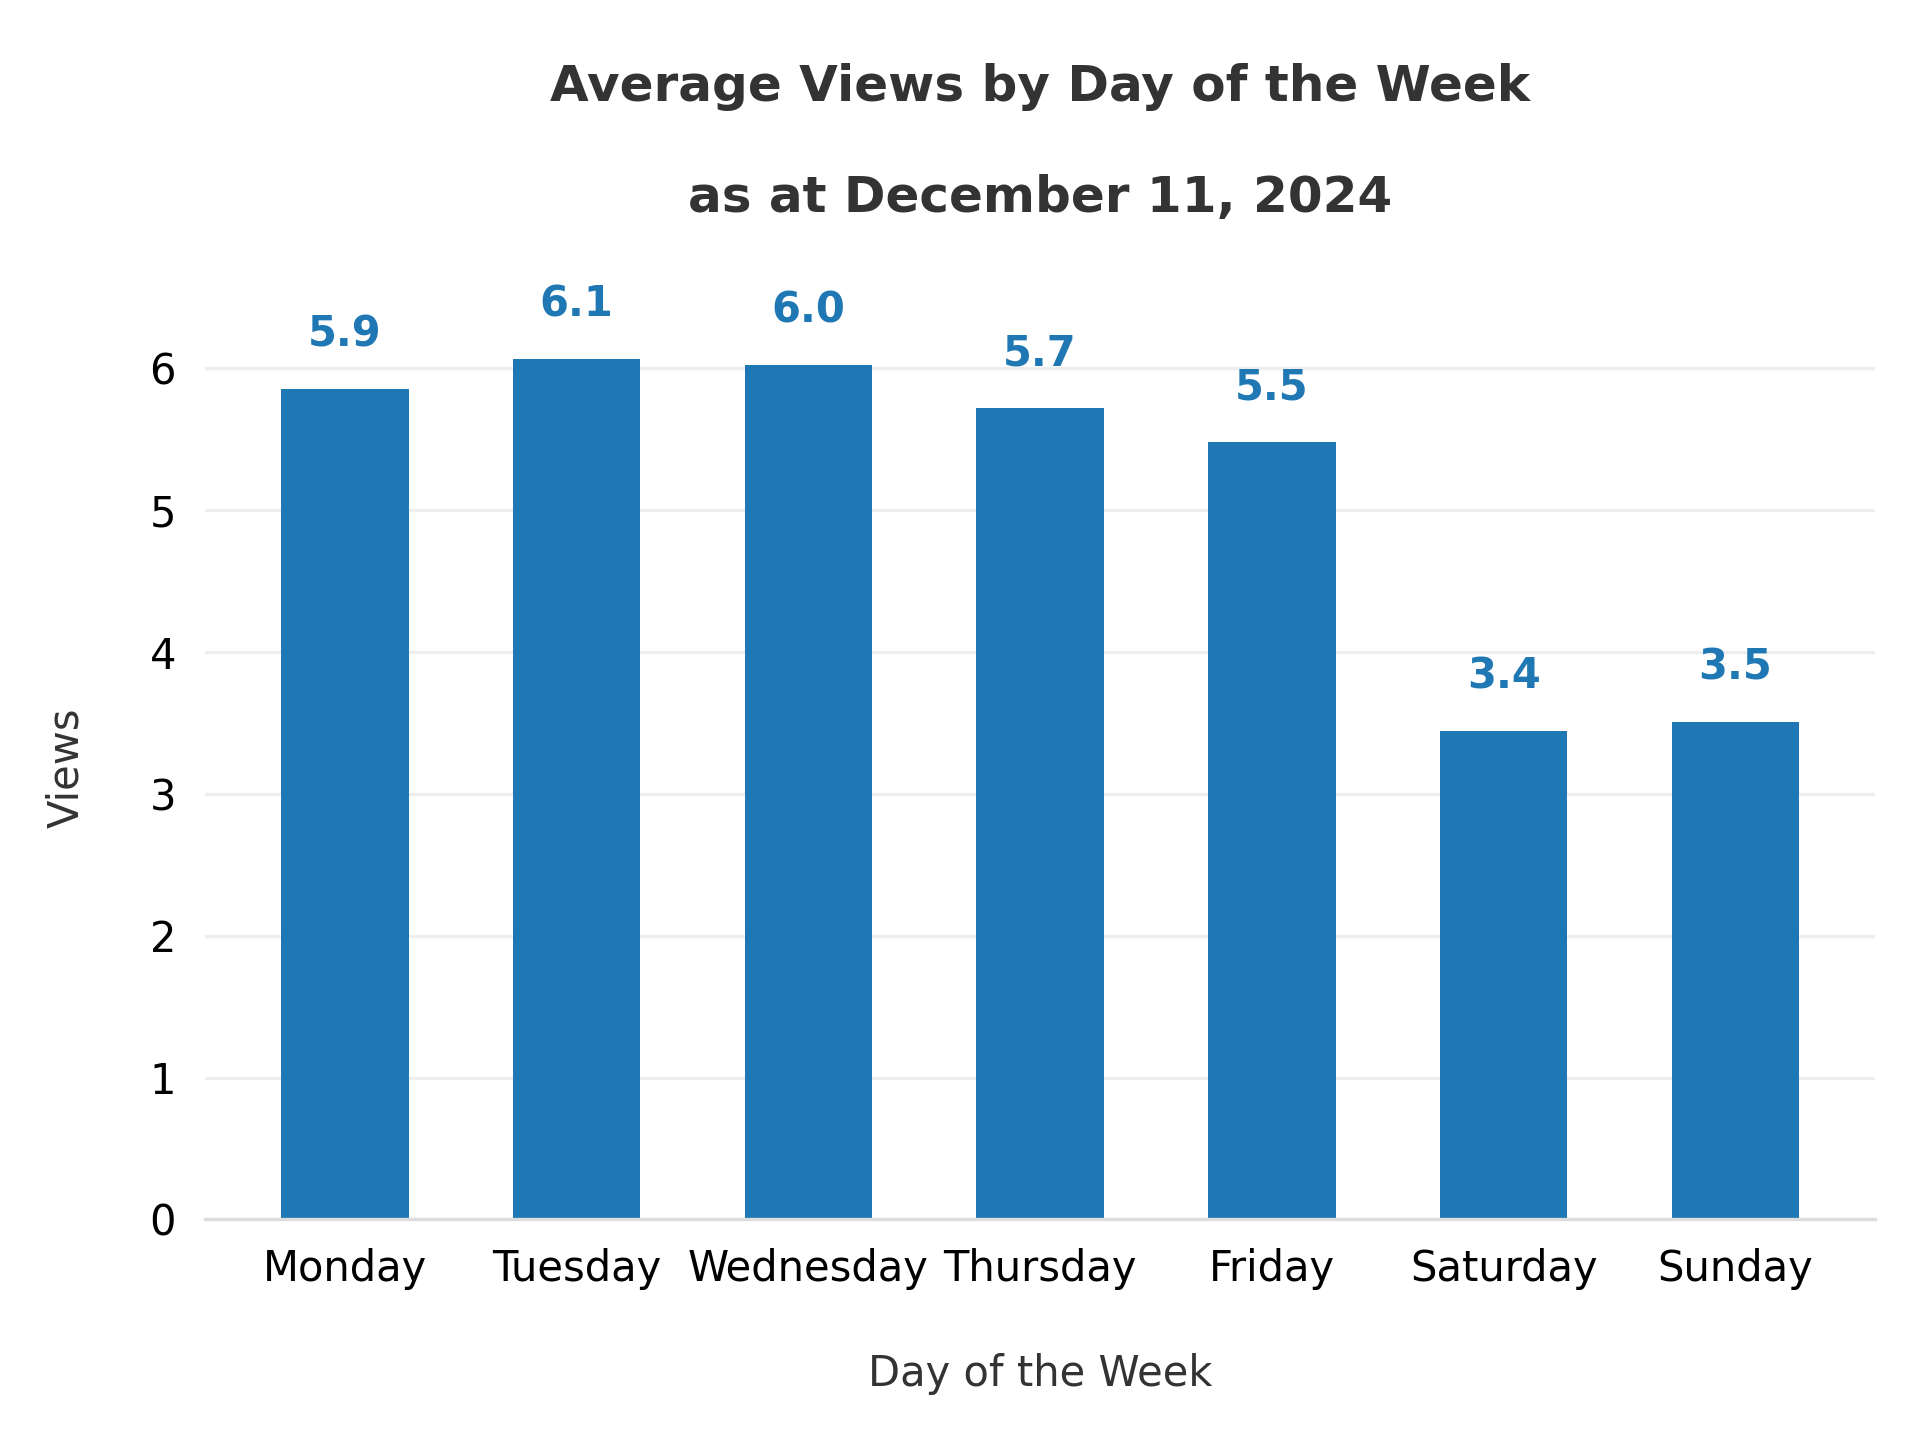 Average Views by Day of the Week
as at December 11, 2024
5.9
6.1
6.0
5.7
5.5
3.4
3.5
6
5
4
3
2
1
0
Views
Monday Tuesday Wednesday Thursday Friday Saturday Sunday
Day of the Week